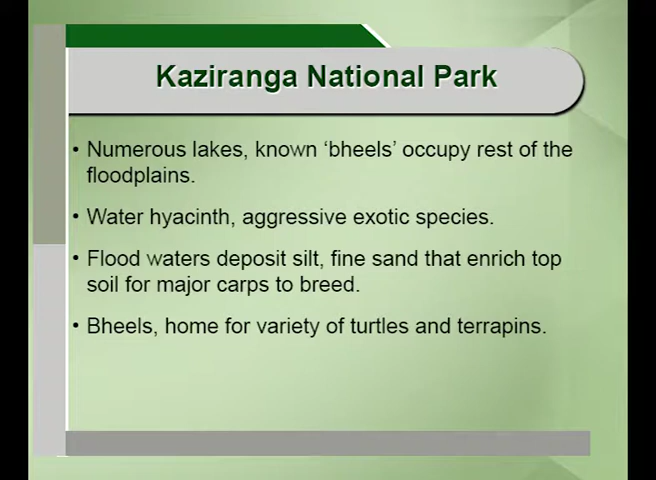 Kaziranga National Park
• Numerous lakes, known ‘bheels’ occupy rest of the
floodplains.
• Water hyacinth, aggressive exotic species.
• Flood waters deposit silt, fine sand that enrich top
soil for major carps to breed.
• Bheels, home for variety of turtles and terrapins.